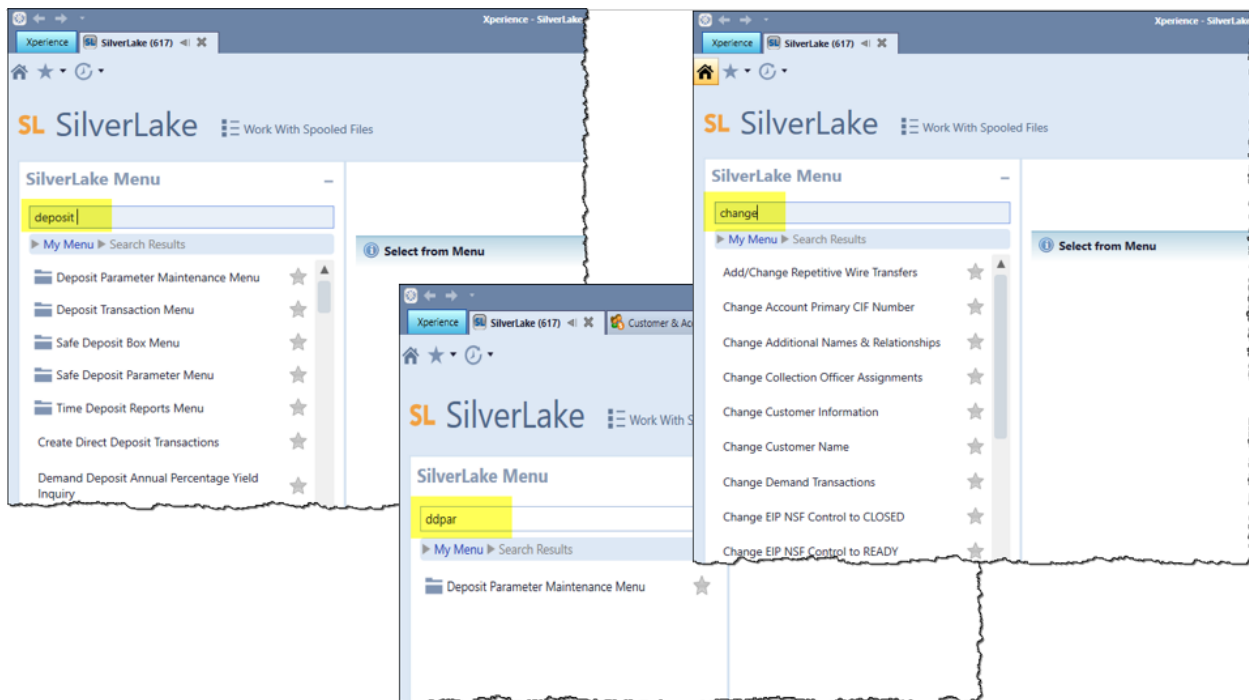 Xperience - SilverLake
Xperience
SL SilverLake (617)
SL SilverLake
Work With Spooled Files
SilverLake Menu
deposit
My Menu Search Results
Deposit Parameter Maintenance Menu
Deposit Transaction Menu
Safe Deposit Box Menu
Safe Deposit Parameter Menu
Time Deposit Reports Menu
Create Direct Deposit Transactions
Demand Deposit Annual Percentage Yield
Inquiry
Select from Menu
Xperience
SL SilverLake (617)
Customer & Ac
SL SilverLake
Work With S
SilverLake Menu
ddpar
My Menu Search Results
Deposit Parameter Maintenance Menu
Xperience - SilverLake
Xperience
SL SilverLake (617)
SL SilverLake
Work With Spooled Files
SilverLake Menu
change
My Menu Search Results
Add/Change Repetitive Wire Transfers
Change Account Primary CIF Number
Change Additional Names & Relationships
Change Collection Officer Assignments
Change Customer Information
Change Customer Name
Change Demand Transactions
Change EIP NSF Control to CLOSED
Change EIP NSF Control to READY
Select from Menu